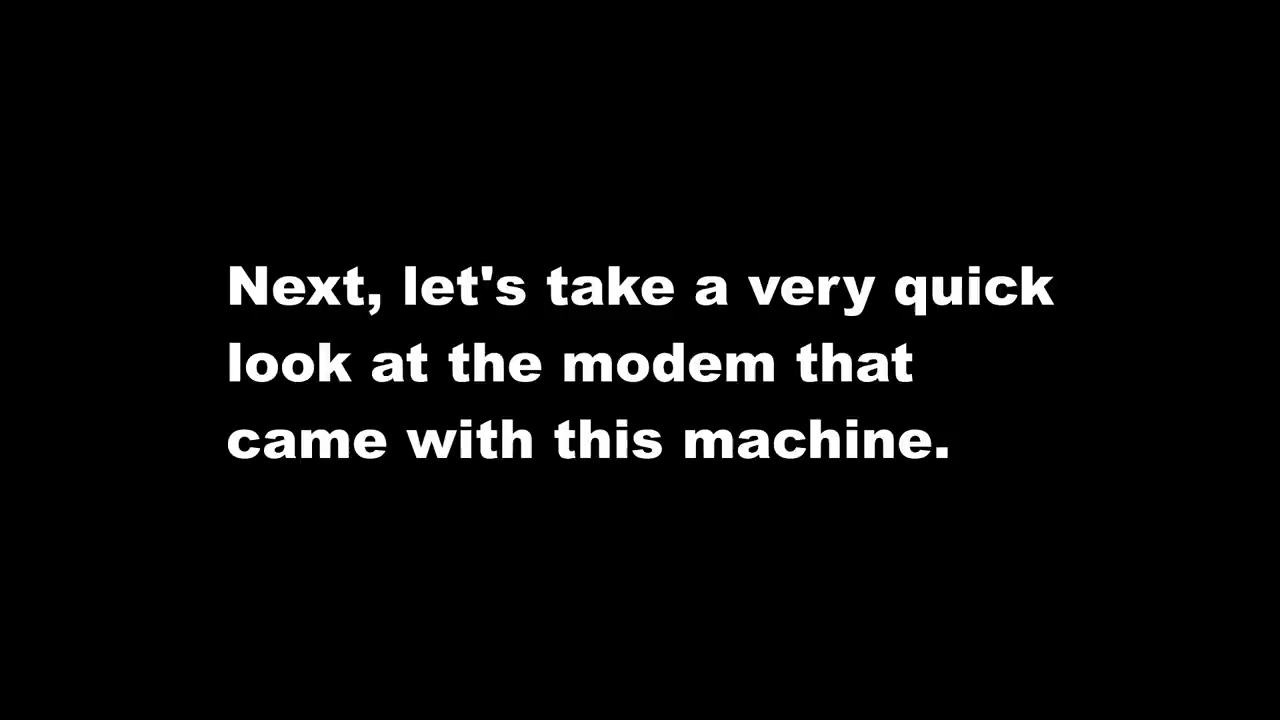 Next, let's take a very quick
look at the modem that
came with this machine.